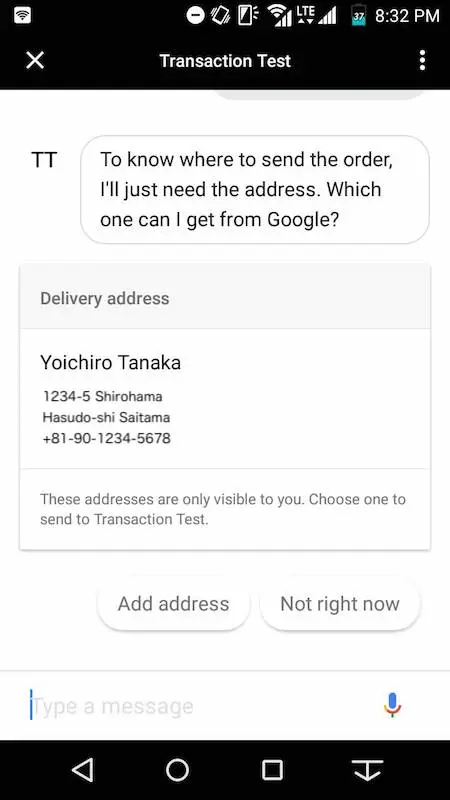 LTE 37 8:32 PM
Transaction Test
TT
To know where to send the order,
I'll just need the address. Which
one can I get from Google?
Delivery address
Yoichiro Tanaka
1234-5 Shirohama
Hasudo-shi Saitama
+81-90-1234-5678
These addresses are only visible to you. Choose one to
send to Transaction Test.
Add address
Not right now
Type a message